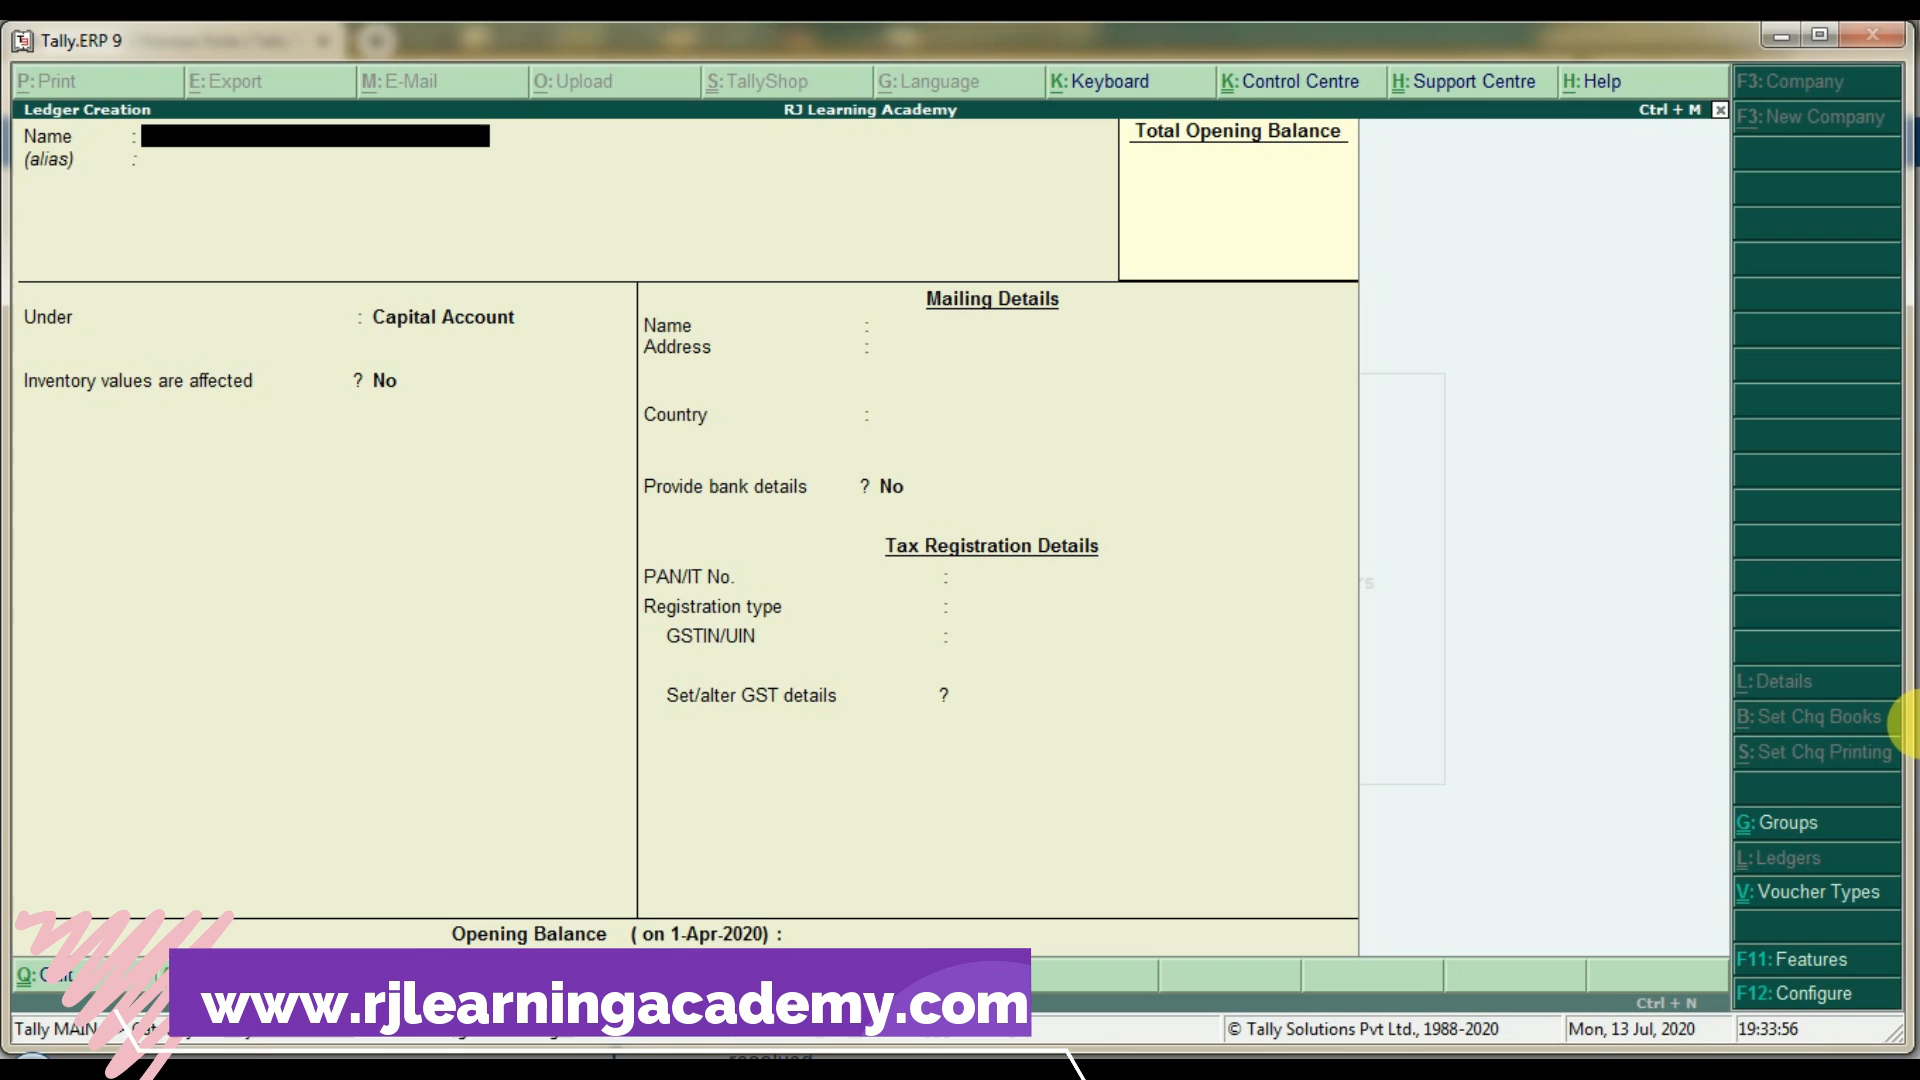 Tally.ERP 9
P: Print
E: Export
M: E-Mail
O: Upload
S: TallyShop
G: Language
K: Keyboard
K: Control Centre
H: Support Centre
H: Help
F3: Company
Ledger Creation
RJ Learning Academy
Ctrl + M
F3: New Company
Name :
(alias) :
Total Opening Balance
Under : Capital Account
Inventory values are affected ? No
Mailing Details
Name :
Address :
Country :
Provide bank details ? No
Tax Registration Details
PAN/IT No. :
Registration type :
GSTIN/UIN :
Set/alter GST details ?
L: Details
B: Set Chq Books
S: Set Chq Printing
G: Groups
L: Ledgers
V: Voucher Types
F11: Features
F12: Configure
Opening Balance ( on 1-Apr-2020) :
www.rjlearningacademy.com
Ctrl + N
Tally MAIN
© Tally Solutions Pvt Ltd., 1988-2020
Mon, 13 Jul, 2020
19:33:56